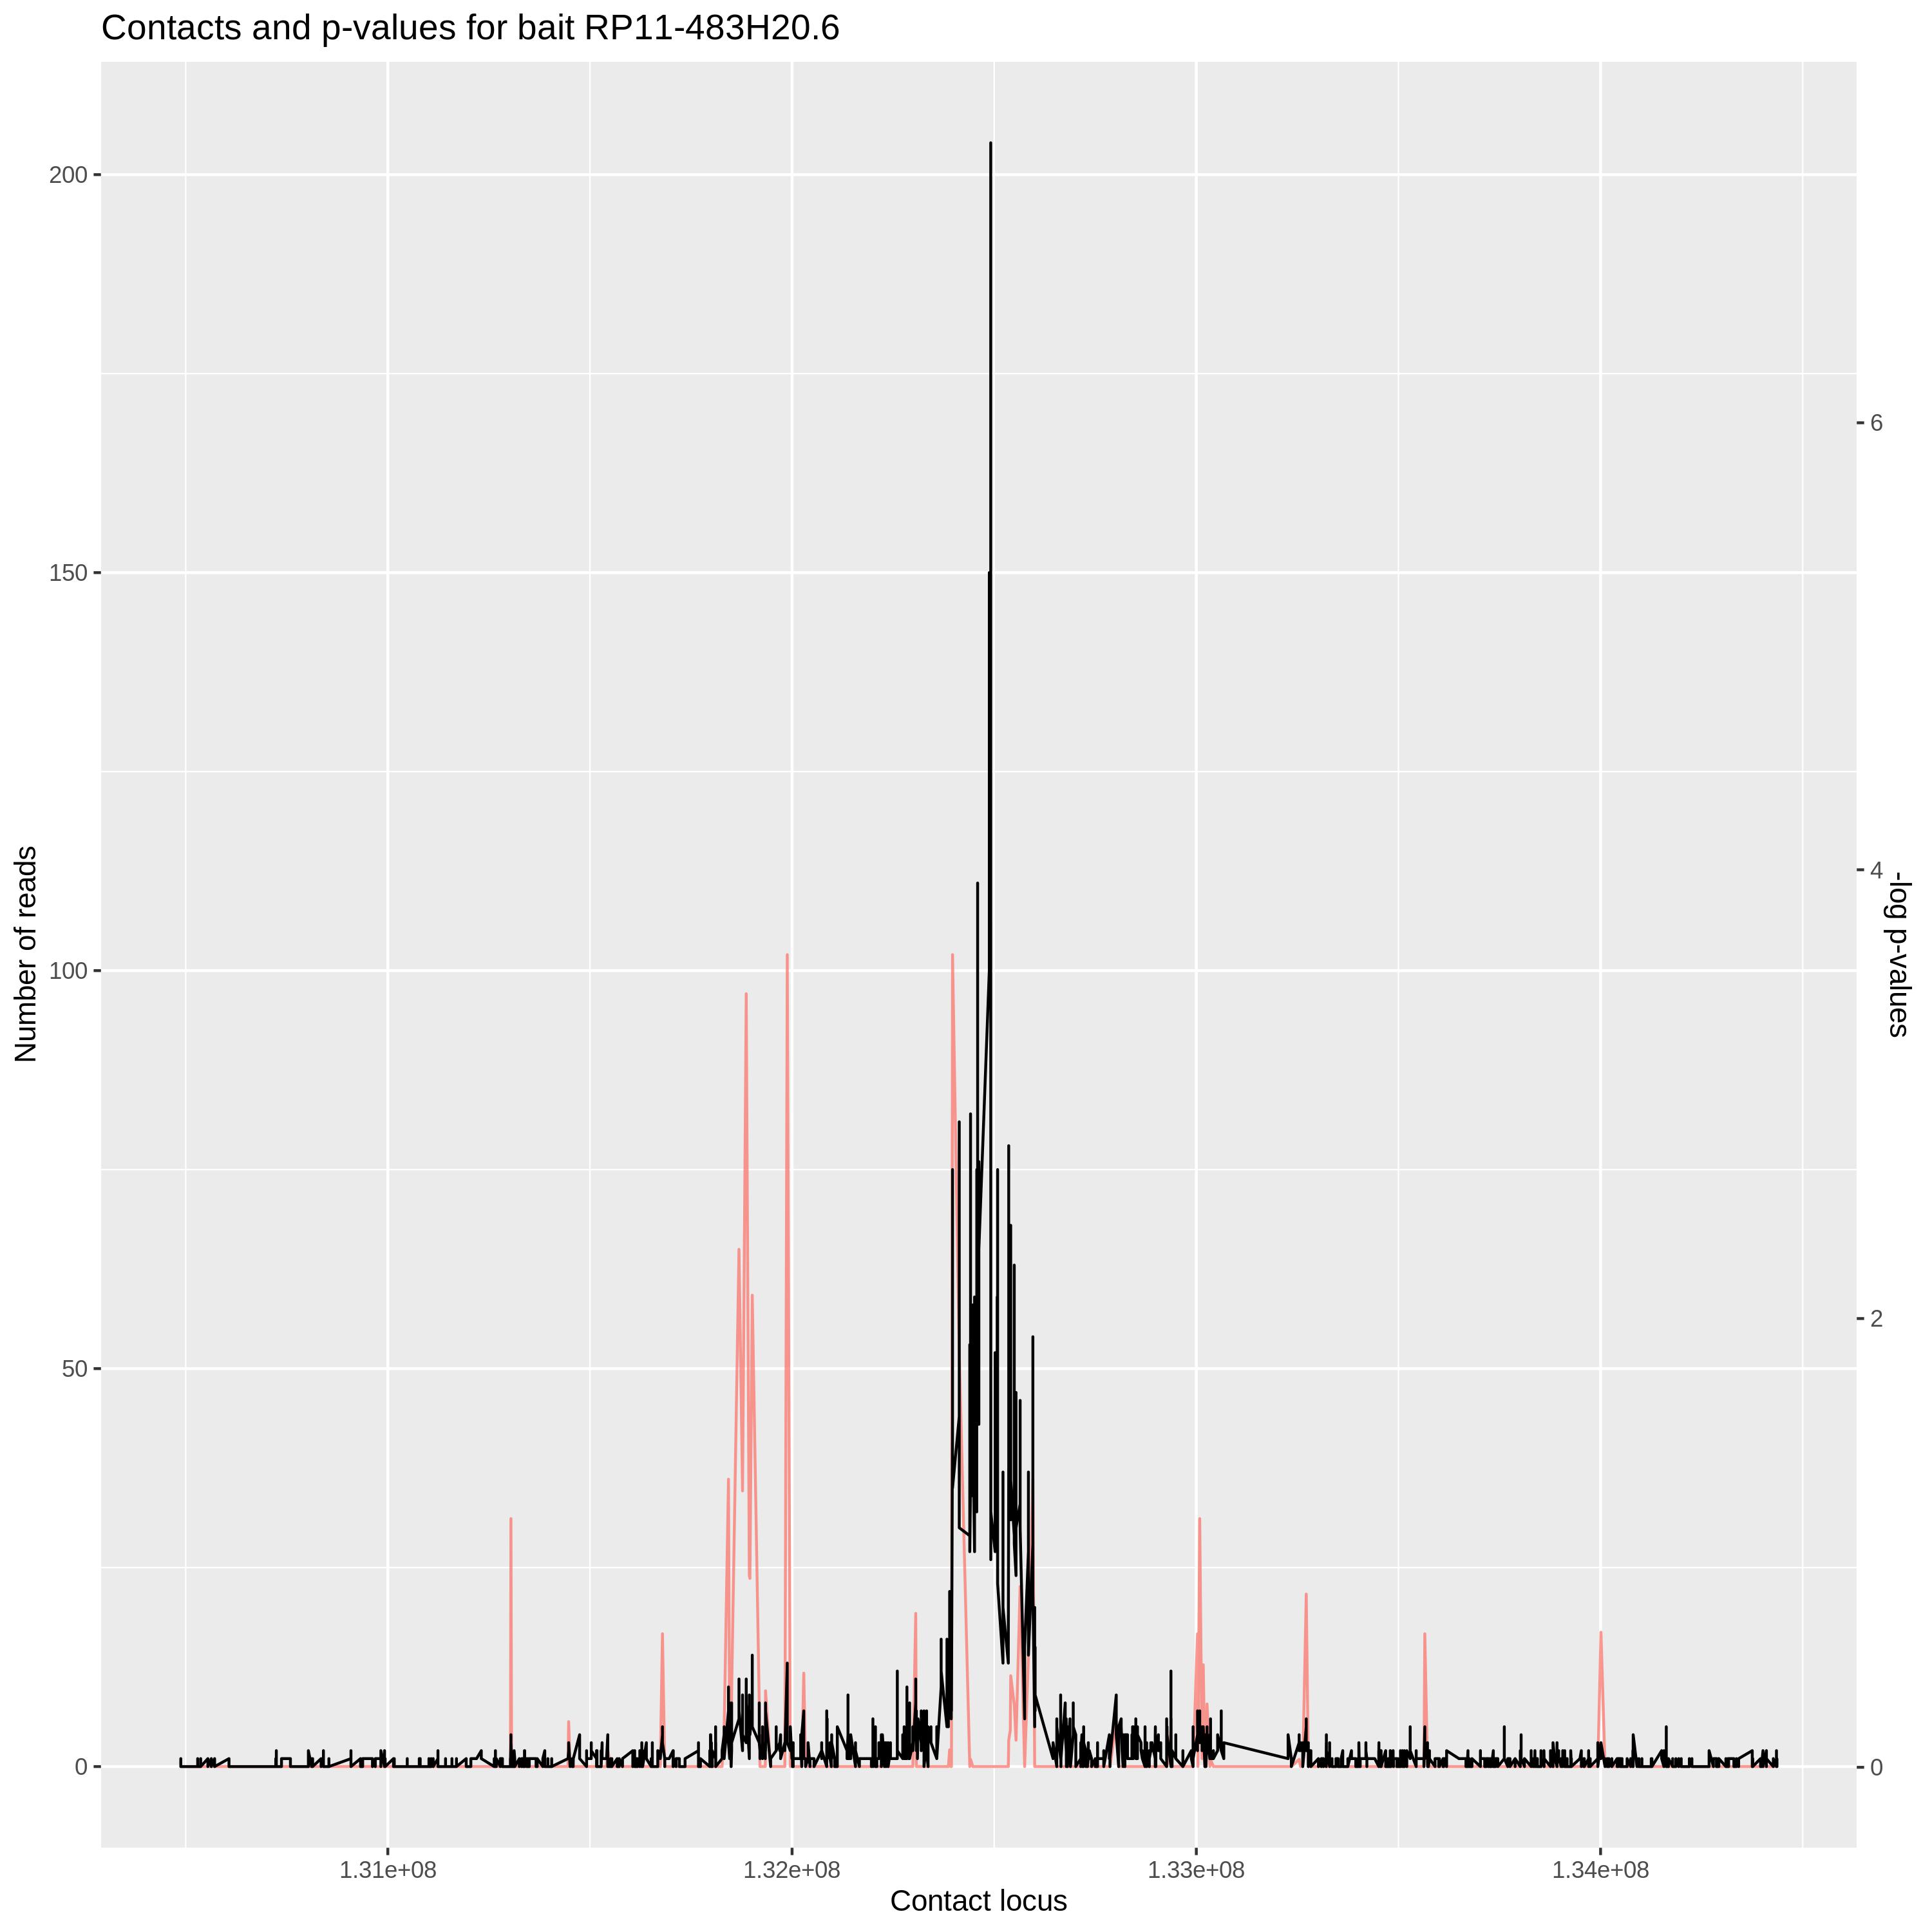 Contacts and p-values for bait RP11-483H20.6
200
150
100
50
0
6
4
2
0
Number of reads
-log p-values
1.31e+08
1.32e+08
1.33e+08
1.34e+08
Contact locus